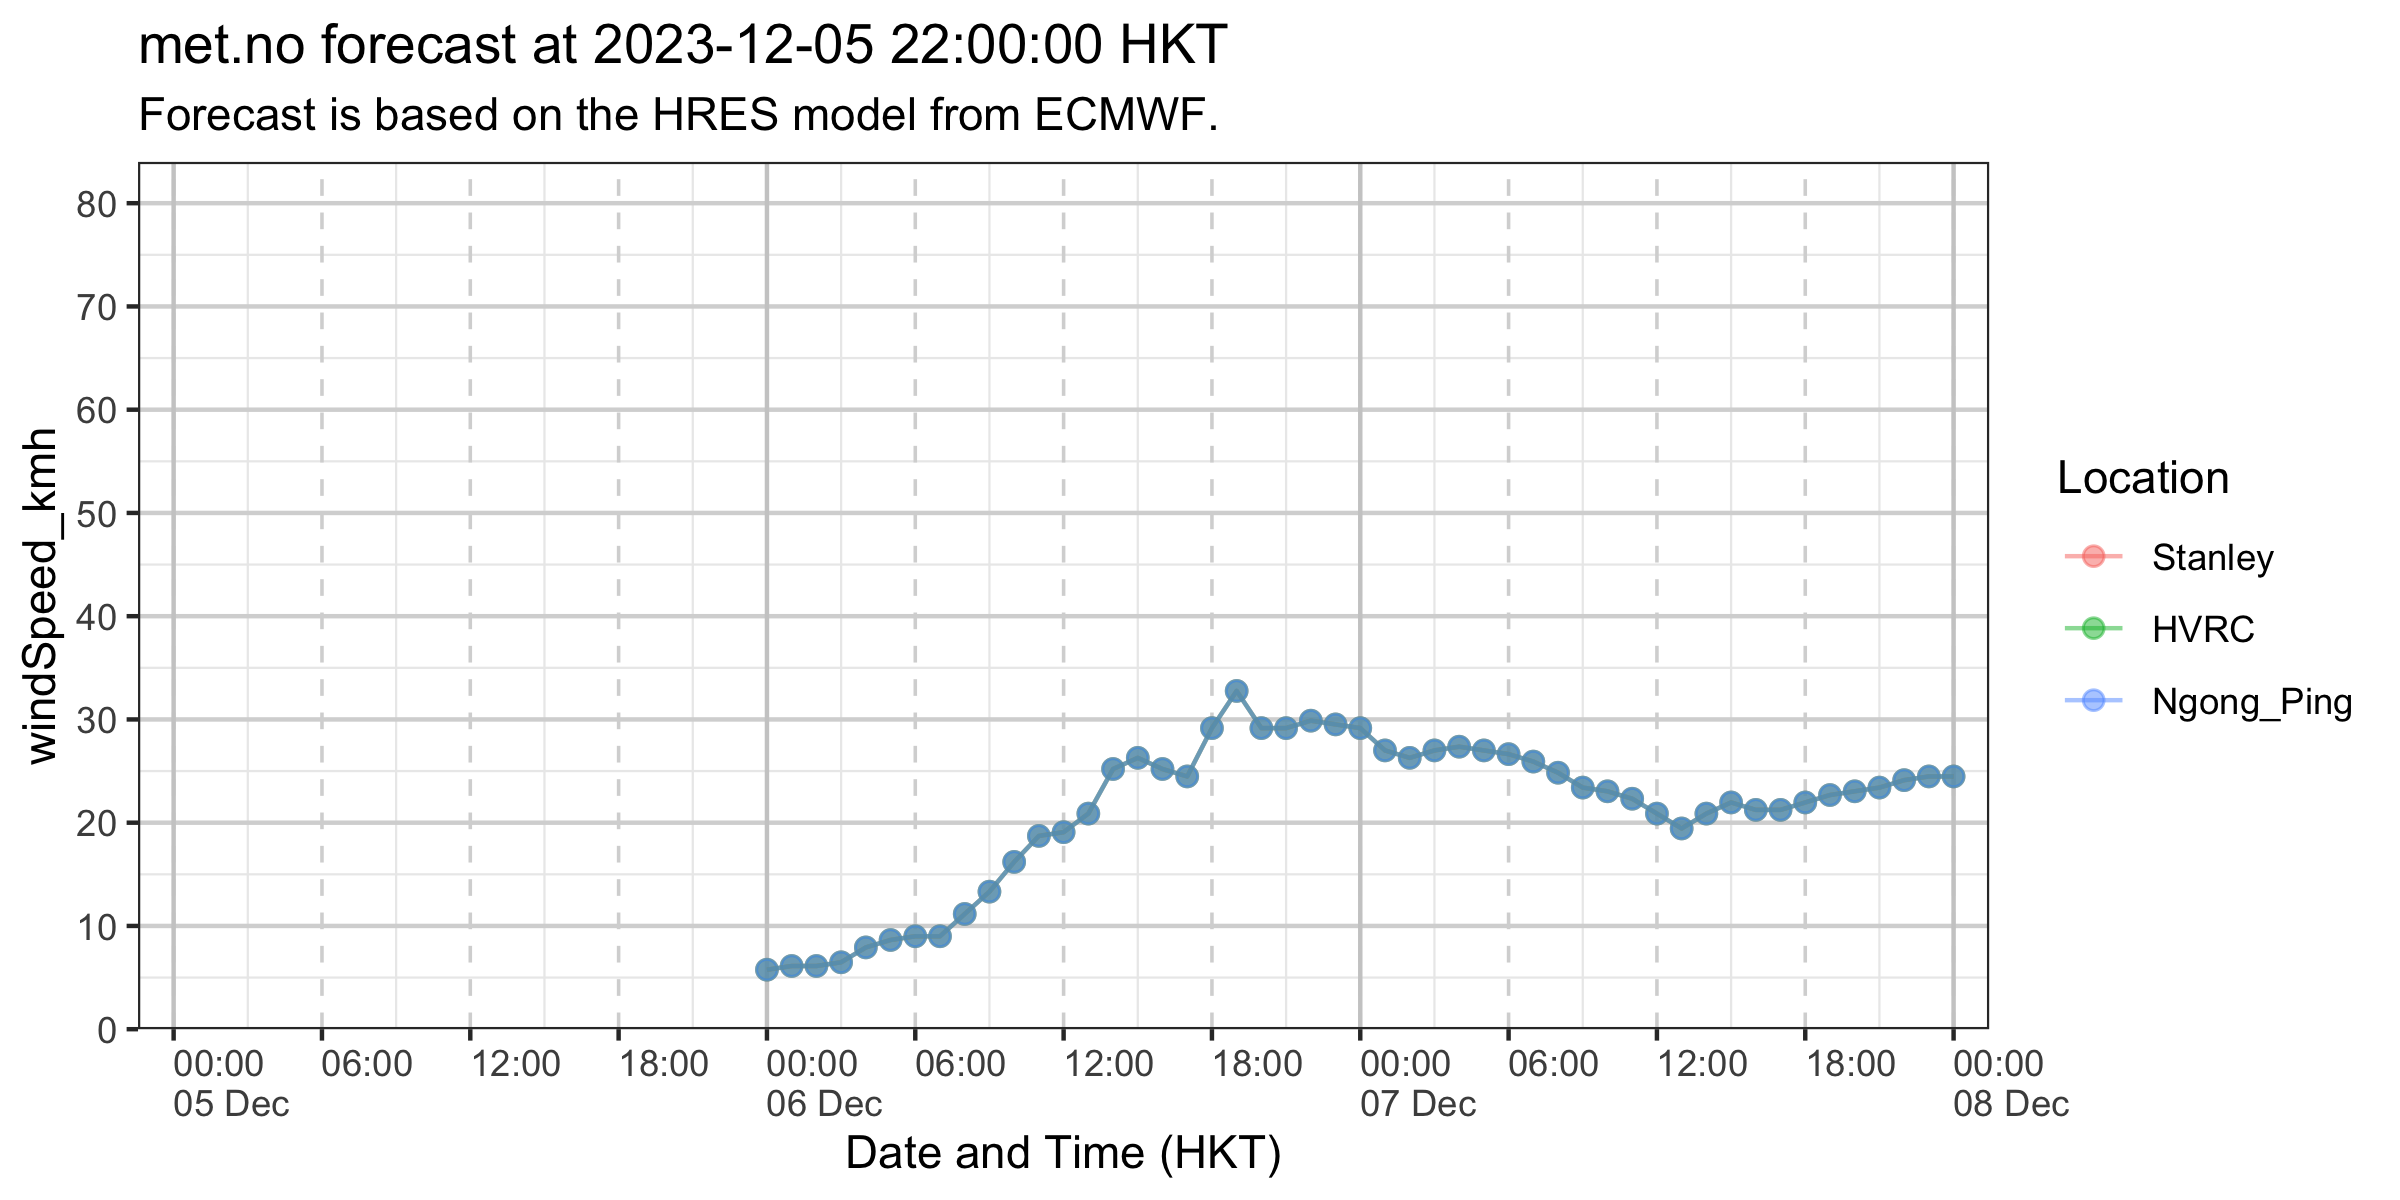 met.no forecast at 2023-12-05 22:00:00 HKT
Forecast is based on the HRES model from ECMWF.
windSpeed_kmh
80
70
60
50
40
30
20
10
0
00:00 06:00 12:00 18:00 00:00 06:00 12:00 18:00 00:00 06:00 12:00 18:00 00:00
05 Dec 06 Dec 07 Dec 08 Dec
Date and Time (HKT)
Location
Stanley
HVRC
Ngong_Ping